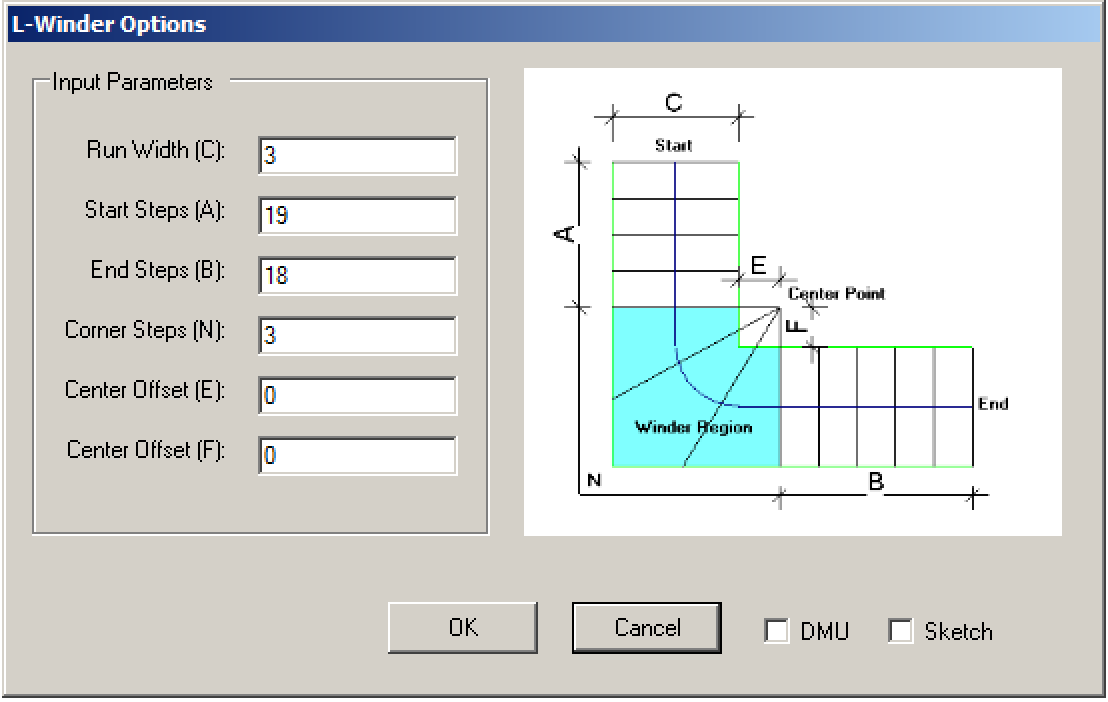 L-Winder Options
Input Parameters
Run Width (C): 3
Start Steps (A): 19
End Steps (B): 18
Corner Steps (N): 3
Center Offset (E): 0
Center Offset (F): 0
C
Start
A
E
Center Point
F
End
Winder Region
N
B
OK
Cancel
DMU
Sketch